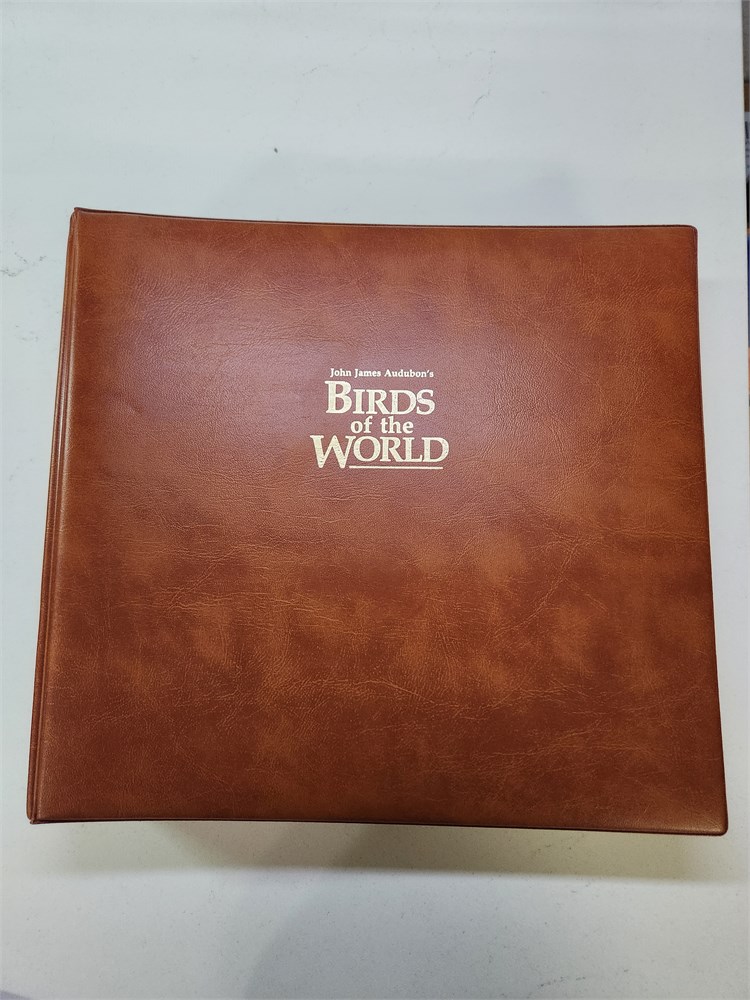 John James Audubon's
BIRDS
of the
WORLD